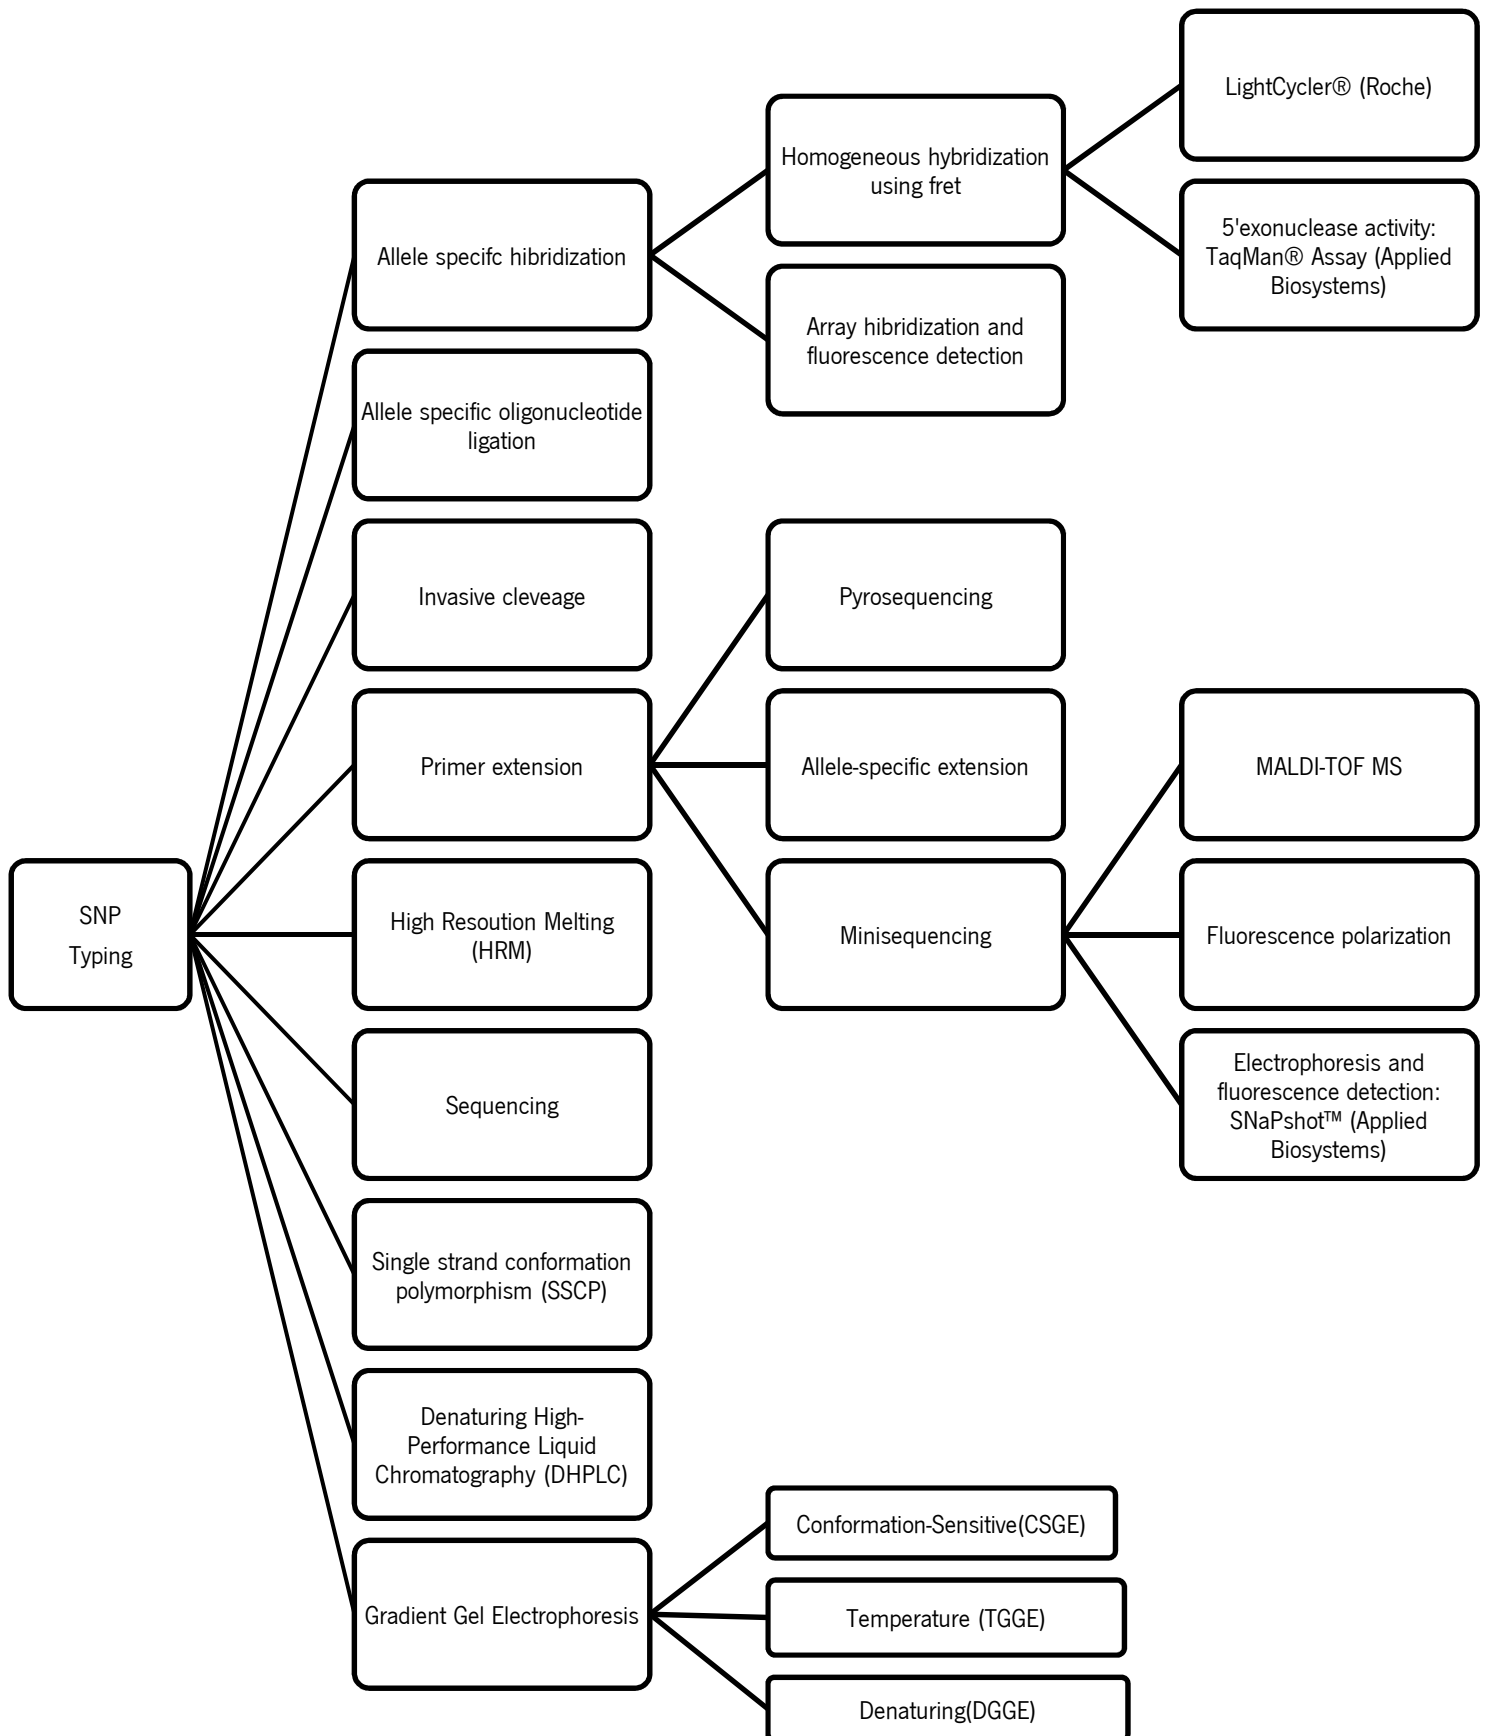 LightCycler® (Roche)
Homogeneous hybridization
using fret
5'exonuclease activity:
TaqMan® Assay (Applied
Biosystems)
Allele specifc hibridization
Array hibridization and
fluorescence detection
Allele specific oligonucleotide
ligation
Invasive cleveage
Pyrosequencing
Primer extension
Allele-specific extension
MALDI-TOF MS
SNP
Typing
High Resoution Melting
(HRM)
Minisequencing
Fluorescence polarization
Sequencing
Electrophoresis and
fluorescence detection:
SNaPshot™ (Applied
Biosystems)
Single strand conformation
polymorphism (SSCP)
Denaturing High-
Performance Liquid
Chromatography (DHPLC)
Gradient Gel Electrophoresis
Conformation-Sensitive(CSGE)
Temperature (TGGE)
Denaturing(DGGE)